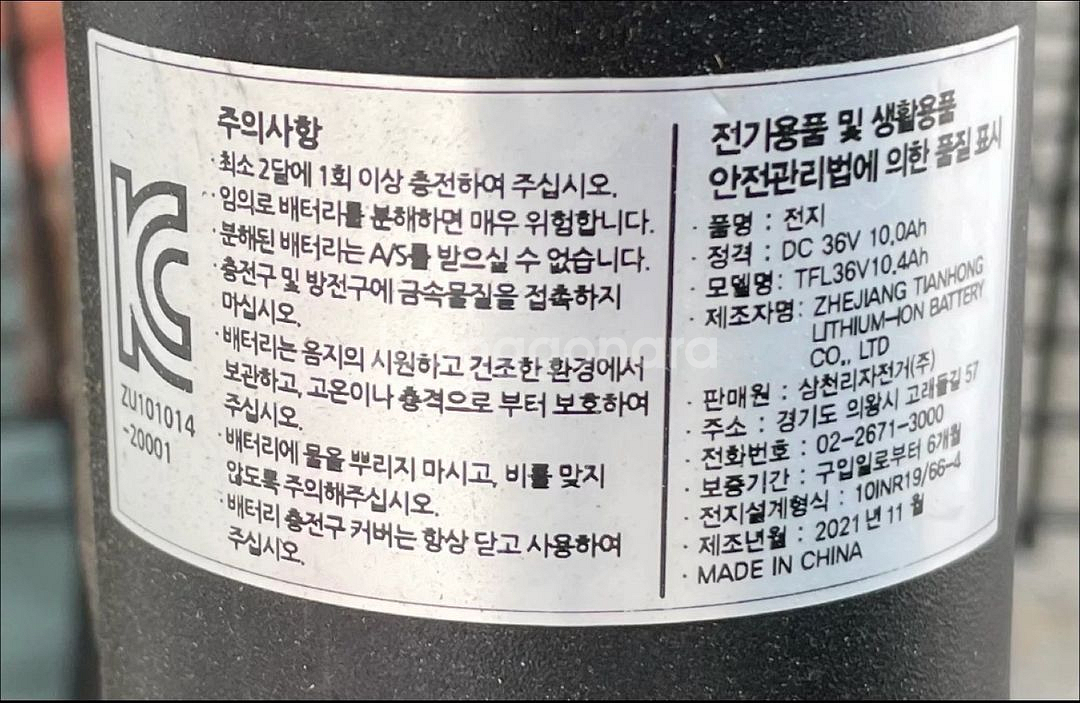 주의사항
·최소 2달에 1회 이상 충전하여 주십시오.
·임의로 배터리를 분해하면 매우 위험합니다.
·분해된 배터리는 A/S를 받으실 수 없습니다.
·충전구 및 방전구에 금속물질을 접촉하지
마십시오.
·배터리는 음지의 시원하고 건조한 환경에서
보관하고, 고온이나 충격으로 부터 보호하여
주십시오.
·배터리에 물을 뿌리지 마시고, 비를 맞지
않도록 주의해주십시오.
·배터리 충전구 커버는 항상 닫고 사용하여
주십시오.
ZU101014
-20001
전기용품 및 생활용품
안전관리법에 의한 품질 표시
· 품명 : 전지
· 정격 : DC 36V 10.0Ah
· 모델명 : TFL36V10.4Ah
· 제조자명 : ZHEJIANG TIANHONG
LITHIUM-ION BATTERY
CO., LTD
· 판매원 : 삼천리자전거(주)
· 주소 : 경기도 의왕시 고래들길 57
· 전화번호 : 02-2671-3000
· 보증기간 : 구입일로부터 6개월
· 전지설계형식 : 10INR19/66-4
· 제조년월 : 2021 년 11 월
· MADE IN CHINA